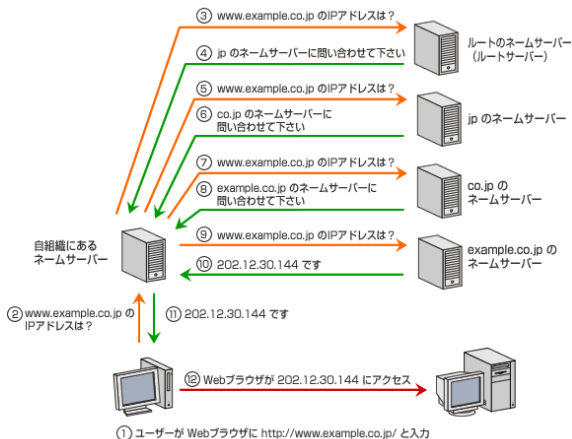 ③ www.example.co.jp のIPアドレスは？
④ jp のネームサーバーに問い合わせて下さい
ルートのネームサーバー
（ルートサーバー）
⑤ www.example.co.jp のIPアドレスは？
⑥ co.jp のネームサーバーに
問い合わせて下さい
jp のネームサーバー
⑦ www.example.co.jp のIPアドレスは？
⑧ example.co.jp のネームサーバーに
問い合わせて下さい
co.jp の
ネームサーバー
自組織にある
ネームサーバー
⑨ www.example.co.jp のIPアドレスは？
⑩ 202.12.30.144 です
example.co.jp の
ネームサーバー
② www.example.co.jp の
IPアドレスは？
⑪ 202.12.30.144 です
⑫ Webブラウザが 202.12.30.144 にアクセス
① ユーザーが Webブラウザに http://www.example.co.jp/ と入力